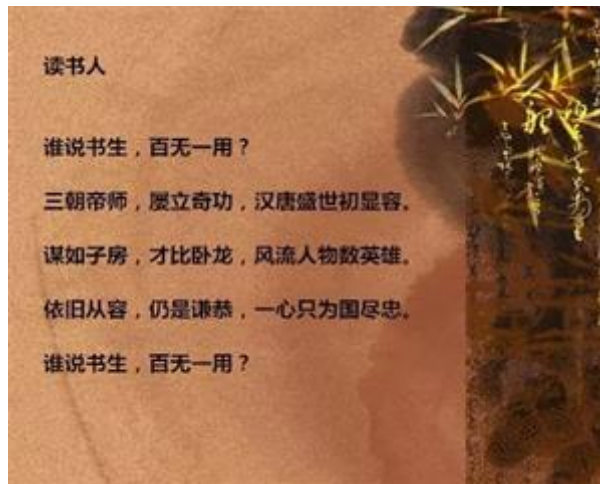 读书人
谁说书生，百无一用？
三朝帝师，屡立奇功，汉唐盛世初显容。
谋如子房，才比卧龙，风流人物数英雄。
依旧从容，仍是谦恭，一心只为国尽忠。
谁说书生，百无一用？